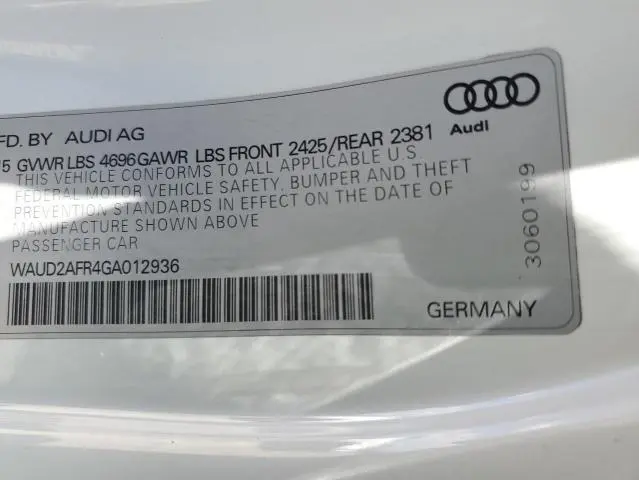 FD. BY AUDI AG
5 GVWR LBS 4696 GAWR LBS FRONT 2425/REAR 2381
THIS VEHICLE CONFORMS TO ALL APPLICABLE U.S.
FEDERAL MOTOR VEHICLE SAFETY, BUMPER AND THEFT
PREVENTION STANDARDS IN EFFECT ON THE DATE OF
MANUFACTURE SHOWN ABOVE
PASSENGER CAR
WAUD2AFR4GA012936
Audi
3060199
GERMANY